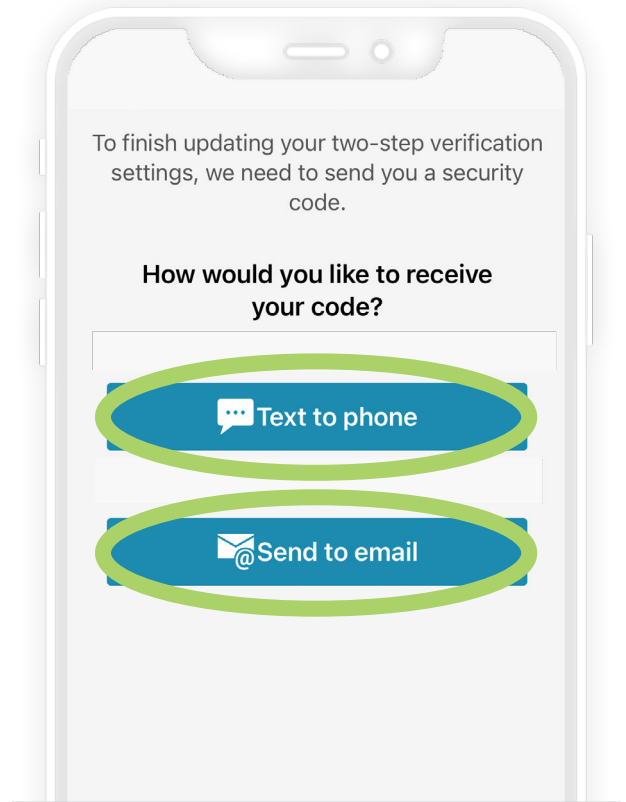 To finish updating your two-step verification
settings, we need to send you a security
code.
How would you like to receive
your code?
Text to phone
Send to email